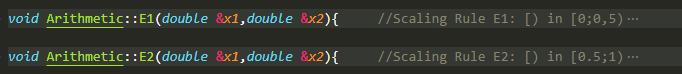 void Arithmetic::E1(double &x1,double &x2){ //Scaling Rule E1: [) in [0;0,5)···
void Arithmetic::E2(double &x1,double &x2){ //Scaling Rule E2: [) in [0.5;1)···